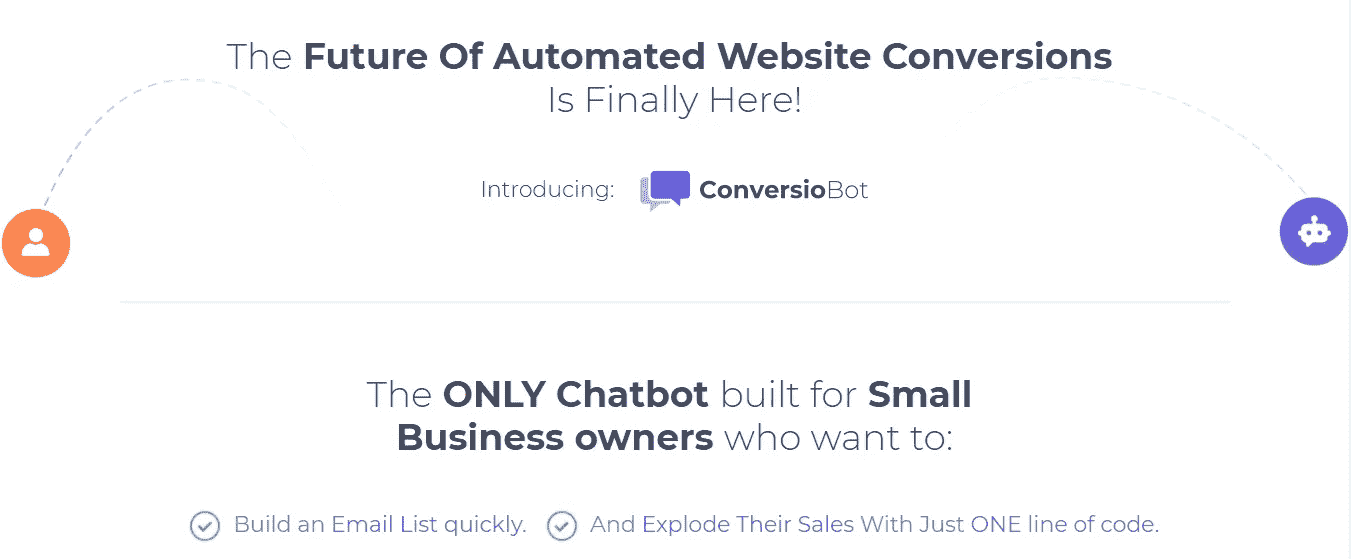 The Future Of Automated Website Conversions
Is Finally Here!
Introducing: ConversioBot
The ONLY Chatbot built for Small
Business owners who want to:
Build an Email List quickly. And Explode Their Sales With Just ONE line of code.